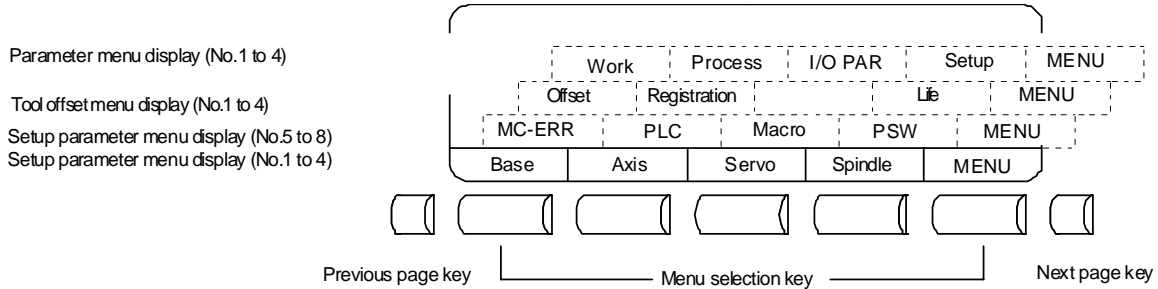 Parameter menu display (No.1 to 4) Work Process I/O PAR Setup MENU
Tool offset menu display (No.1 to 4) Offset Registration Life MENU
Setup parameter menu display (No.5 to 8) MC-ERR PLC Macro PSW MENU
Setup parameter menu display (No.1 to 4) Base Axis Servo Spindle MENU
Previous page key Menu selection key Next page key